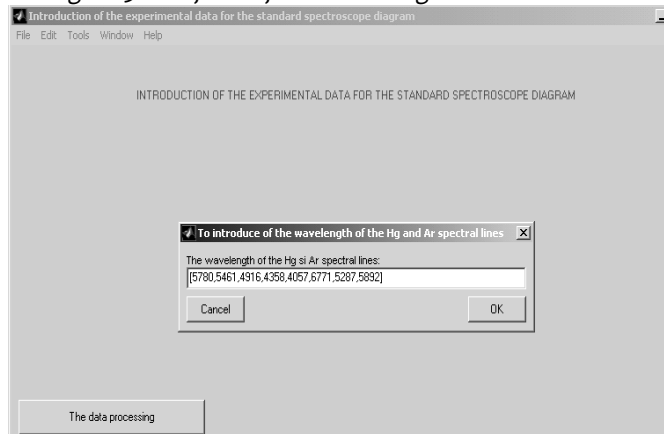 Introduction of the experimental data for the standard spectroscope diagram
File Edit Tools Window Help
INTRODUCTION OF THE EXPERIMENTAL DATA FOR THE STANDARD SPECTROSCOPE DIAGRAM
To introduce of the wavelength of the Hg and Ar spectral lines
The wavelength of the Hg si Ar spectral lines:
[5780,5461,4916,4358,4057,6771,5287,5892]
Cancel OK
The data processing